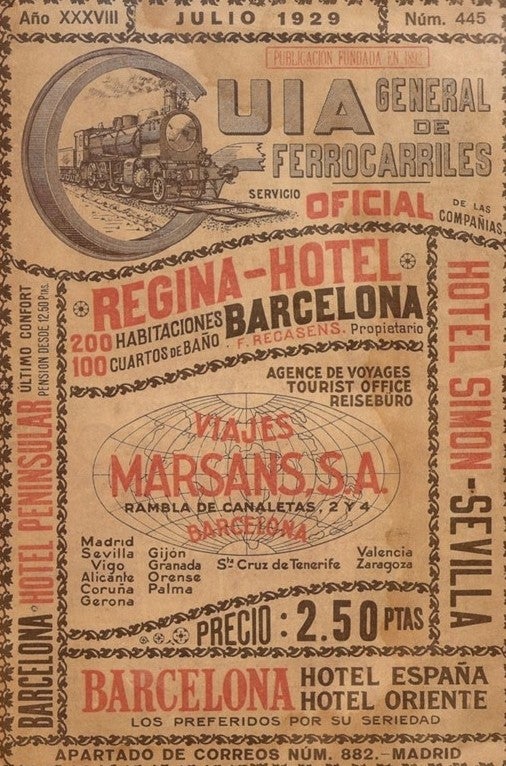 Año XXXVIII
JULIO 1929
Núm. 445
PUBLICACIÓN FUNDADA EN 1892
GUIA GENERAL
DE
FERROCARRILES
SERVICIO OFICIAL DE LAS
COMPAÑIAS
REGINA-HOTEL
200 HABITACIONES BARCELONA
100 CUARTOS DE BAÑO · F. RECASENS. Propietario
BARCELONA · HOTEL PENINSULAR
ÚLTIMO CONFORT
PENSION DESDE 12.50 Ptas.
HOTEL SIMON-SEVILLA
AGENCE DE VOYAGES
TOURIST OFFICE
REISEBÜRO
VIAJES
MARSANS, S.A.
RAMBLA DE CANALETAS, 2 Y 4
BARCELONA
Madrid
Sevilla Gijón Valencia
Vigo Granada Sta Cruz de Tenerife Zaragoza
Alicante Orense
Coruña Palma
Gerona
PRECIO: 2.50 PTAS
BARCELONA HOTEL ESPAÑA
HOTEL ORIENTE
LOS PREFERIDOS POR SU SERIEDAD
APARTADO DE CORREOS NÚM. 882.-MADRID